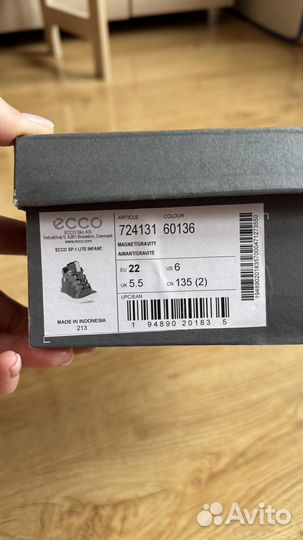 ecco
ECCO Sko A/S
Industrivej 5, 6261 Bredebro, Denmark
www.ecco.com
ECCO SP.1 LITE INFANT
MADE IN INDONESIA
213
ARTICLE COLOUR
724131 60136
MAGNET/GRAVITY
AIMANT/GRAVITE
EU 22 US 6
UK 5.5 CN 135 (2)
UPC/EAN
1 94890 20183 5
Avito